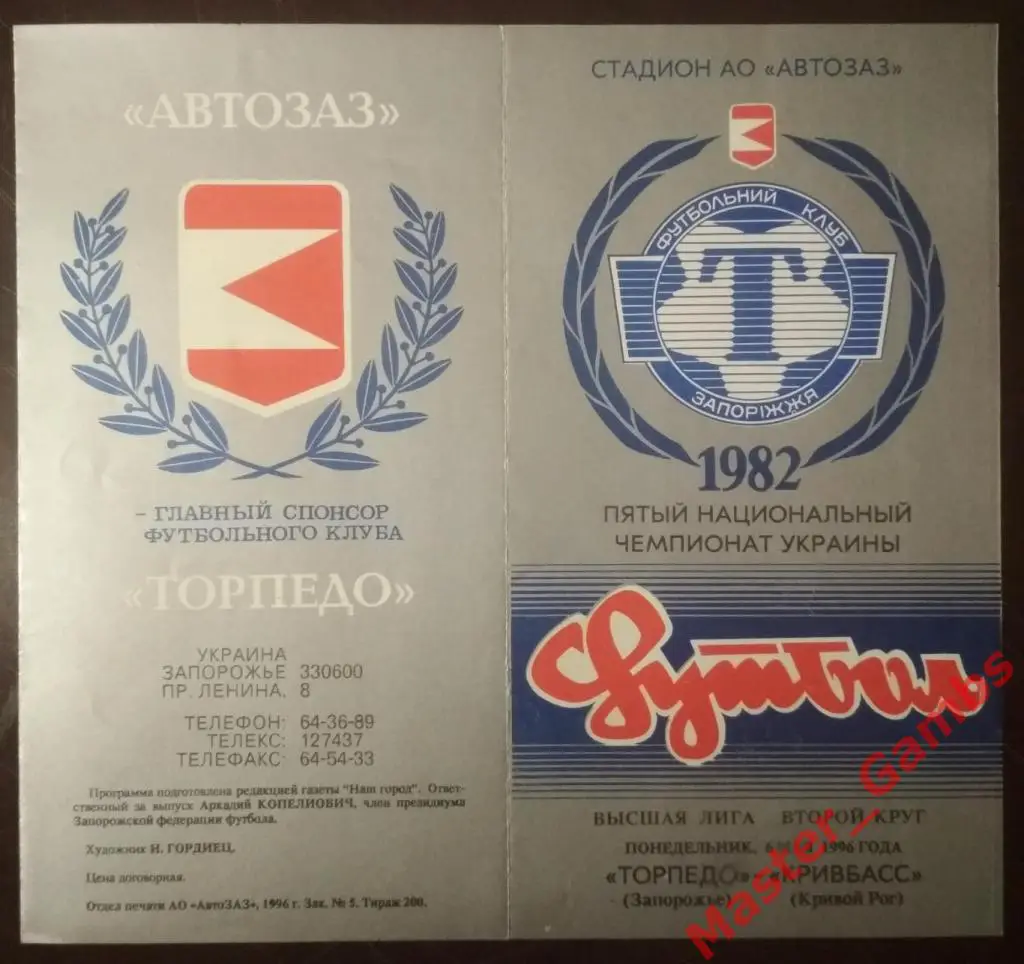 «АВТОЗАЗ»
– ГЛАВНЫЙ СПОНСОР
ФУТБОЛЬНОГО КЛУБА
«ТОРПЕДО»
УКРАИНА
ЗАПОРОЖЬЕ 330600
ПР. ЛЕНИНА, 8
ТЕЛЕФОН: 64-36-89
ТЕЛЕКС: 127437
ТЕЛЕФАКС: 64-54-33
Программа подготовлена редакцией газеты "Наш город". Ответ-
ственный за выпуск Аркадий КОПЕЛИОВИЧ, член президиума
Запорожской федерации футбола.
Художник Н. ГОРДИЕЦ.
Цена договорная.
Отдел печати АО «АвтоЗАЗ», 1996 г. Зак. № 5. Тираж 200.
СТАДИОН АО «АВТОЗАЗ»
ФУТБОЛЬНИЙ КЛУБ
Т
ЗАПОРІЖЖЯ
1982
ПЯТЫЙ НАЦИОНАЛЬНЫЙ
ЧЕМПИОНАТ УКРАИНЫ
Футбол
ВЫСШАЯ ЛИГА ВТОРОЙ КРУГ
ПОНЕДЕЛЬНИК, 6 1996 ГОДА
«ТОРПЕДО» - «КРИВБАСС»
(Запорожье) (Кривой Рог)
Master_Gambs